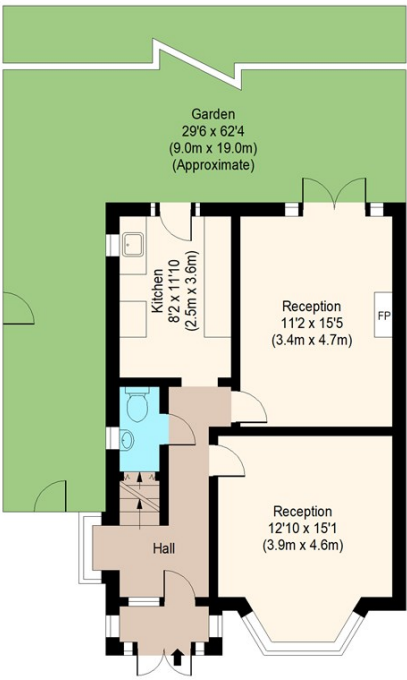 Garden
29'6 x 62'4
(9.0m x 19.0m)
(Approximate)
Kitchen
8'2 x 11'10
(2.5m x 3.6m)
Reception
11'2 x 15'5
(3.4m x 4.7m)
FP
Reception
12'10 x 15'1
(3.9m x 4.6m)
Hall